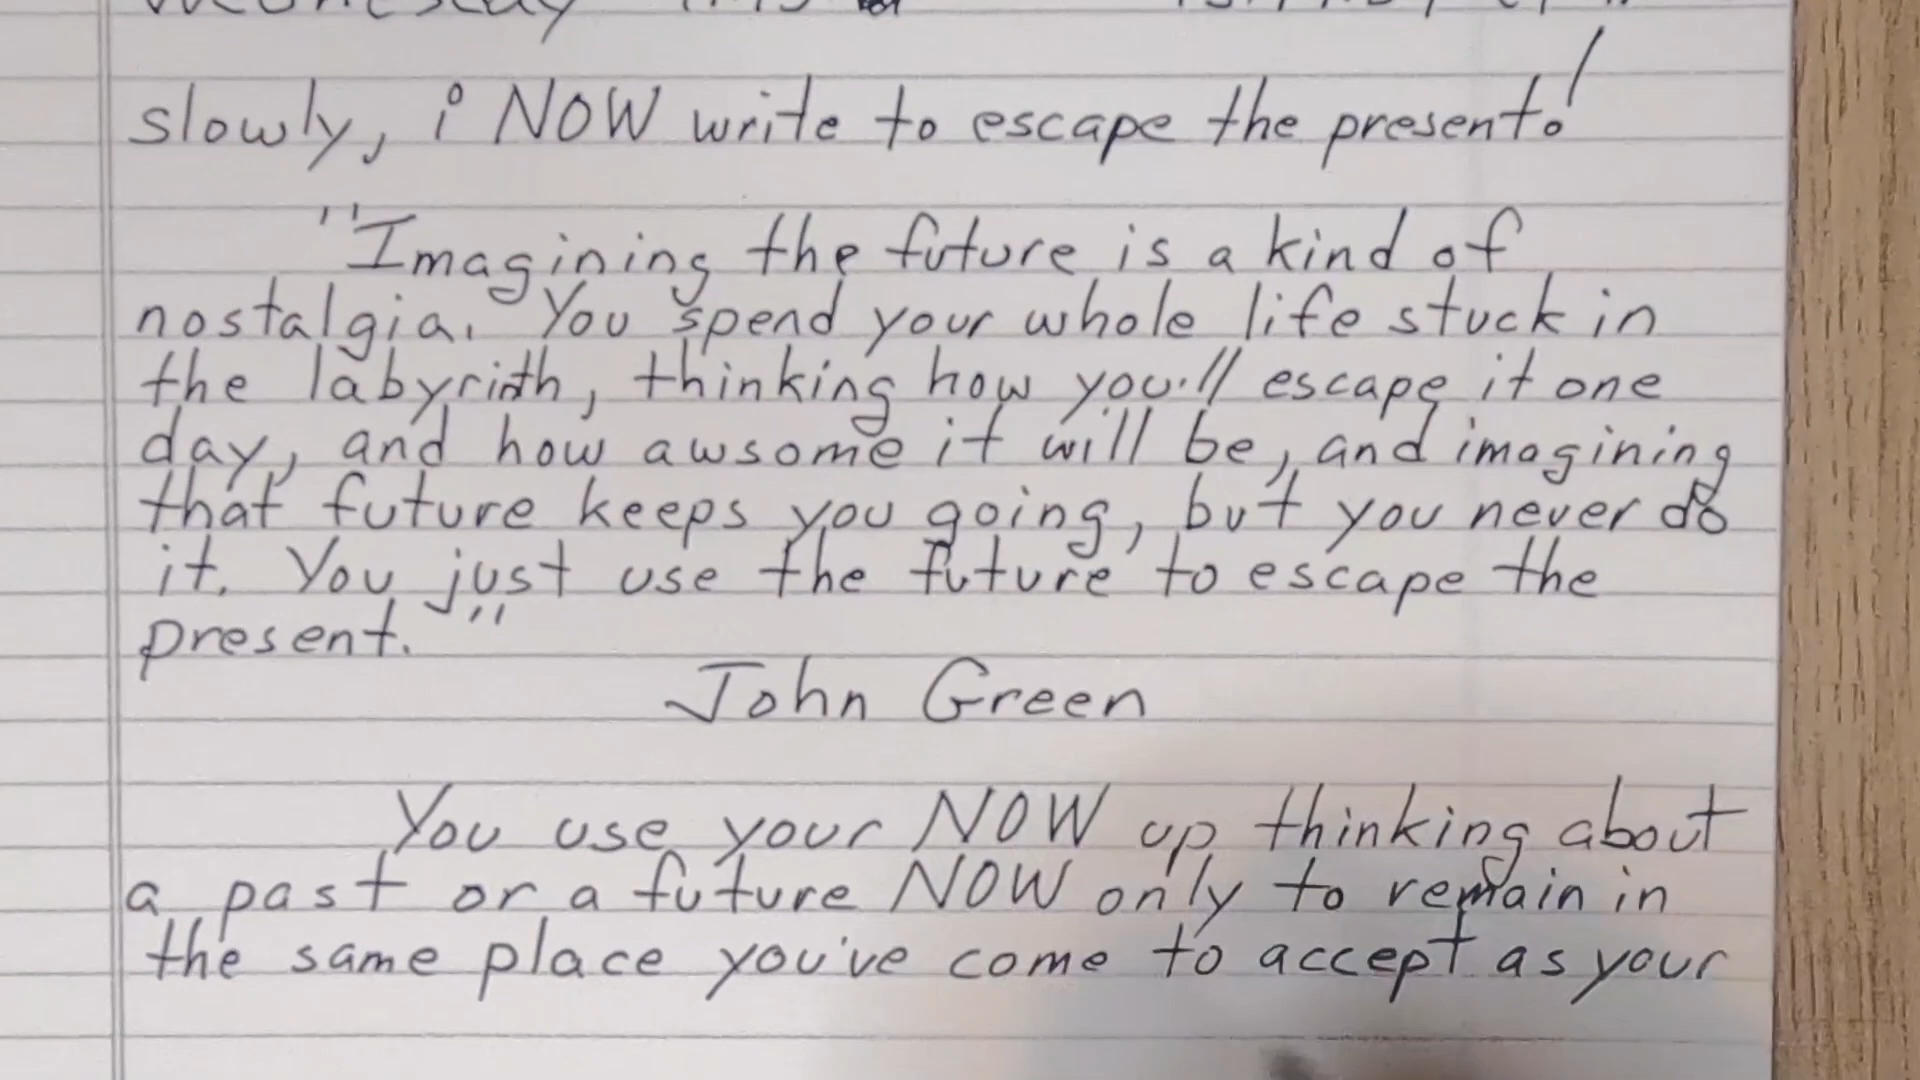 Wednesday
slowly, i NOW write to escape the present!
"Imagining the future is a kind of
nostalgia. You spend your whole life stuck in
the labyrinth, thinking how you'll escape it one
day, and how awsome it will be, and imagining
that future keeps you going, but you never do
it. You just use the future to escape the
present."
John Green
You use your NOW up thinking about
a past or a future NOW only to remain in
the same place you've come to accept as your